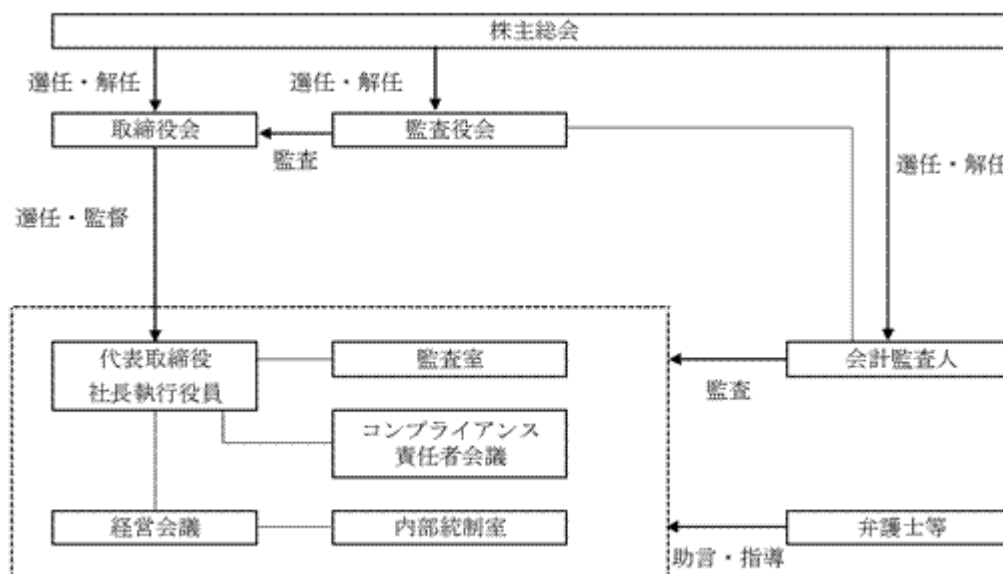 株主総会
選任・解任
選任・解任
取締役会
監査役会
監査
選任・解任
選任・監督
代表取締役
社長執行役員
監査室
会計監査人
監査
コンプライアンス
責任者会議
経営会議
内部統制室
弁護士等
助言・指導